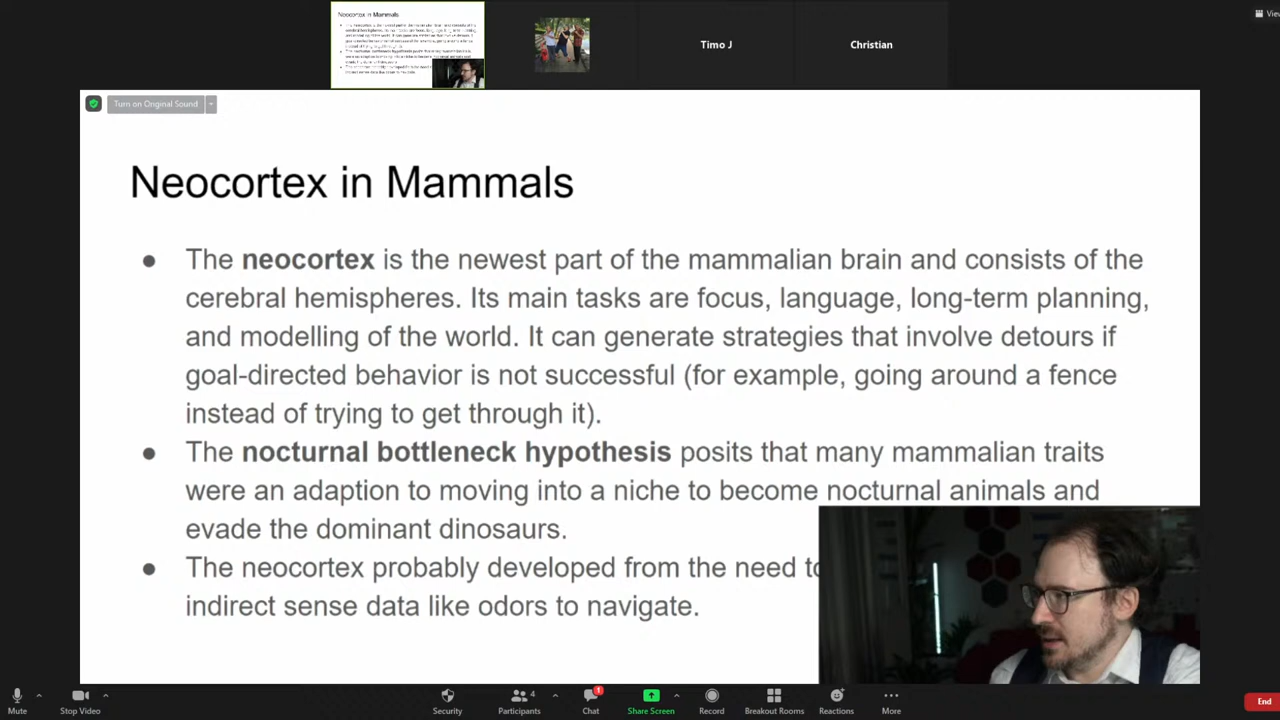 View
Timo J
Christian
Turn on Original Sound
Neocortex in Mammals
● The neocortex is the newest part of the mammalian brain and consists of the
cerebral hemispheres. Its main tasks are focus, language, long-term planning,
and modelling of the world. It can generate strategies that involve detours if
goal-directed behavior is not successful (for example, going around a fence
instead of trying to get through it).
● The nocturnal bottleneck hypothesis posits that many mammalian traits
were an adaption to moving into a niche to become nocturnal animals and
evade the dominant dinosaurs.
● The neocortex probably developed from the need to
indirect sense data like odors to navigate.
Mute
Stop Video
Security
Participants 4
Chat 1
Share Screen
Record
Breakout Rooms
Reactions
More
End